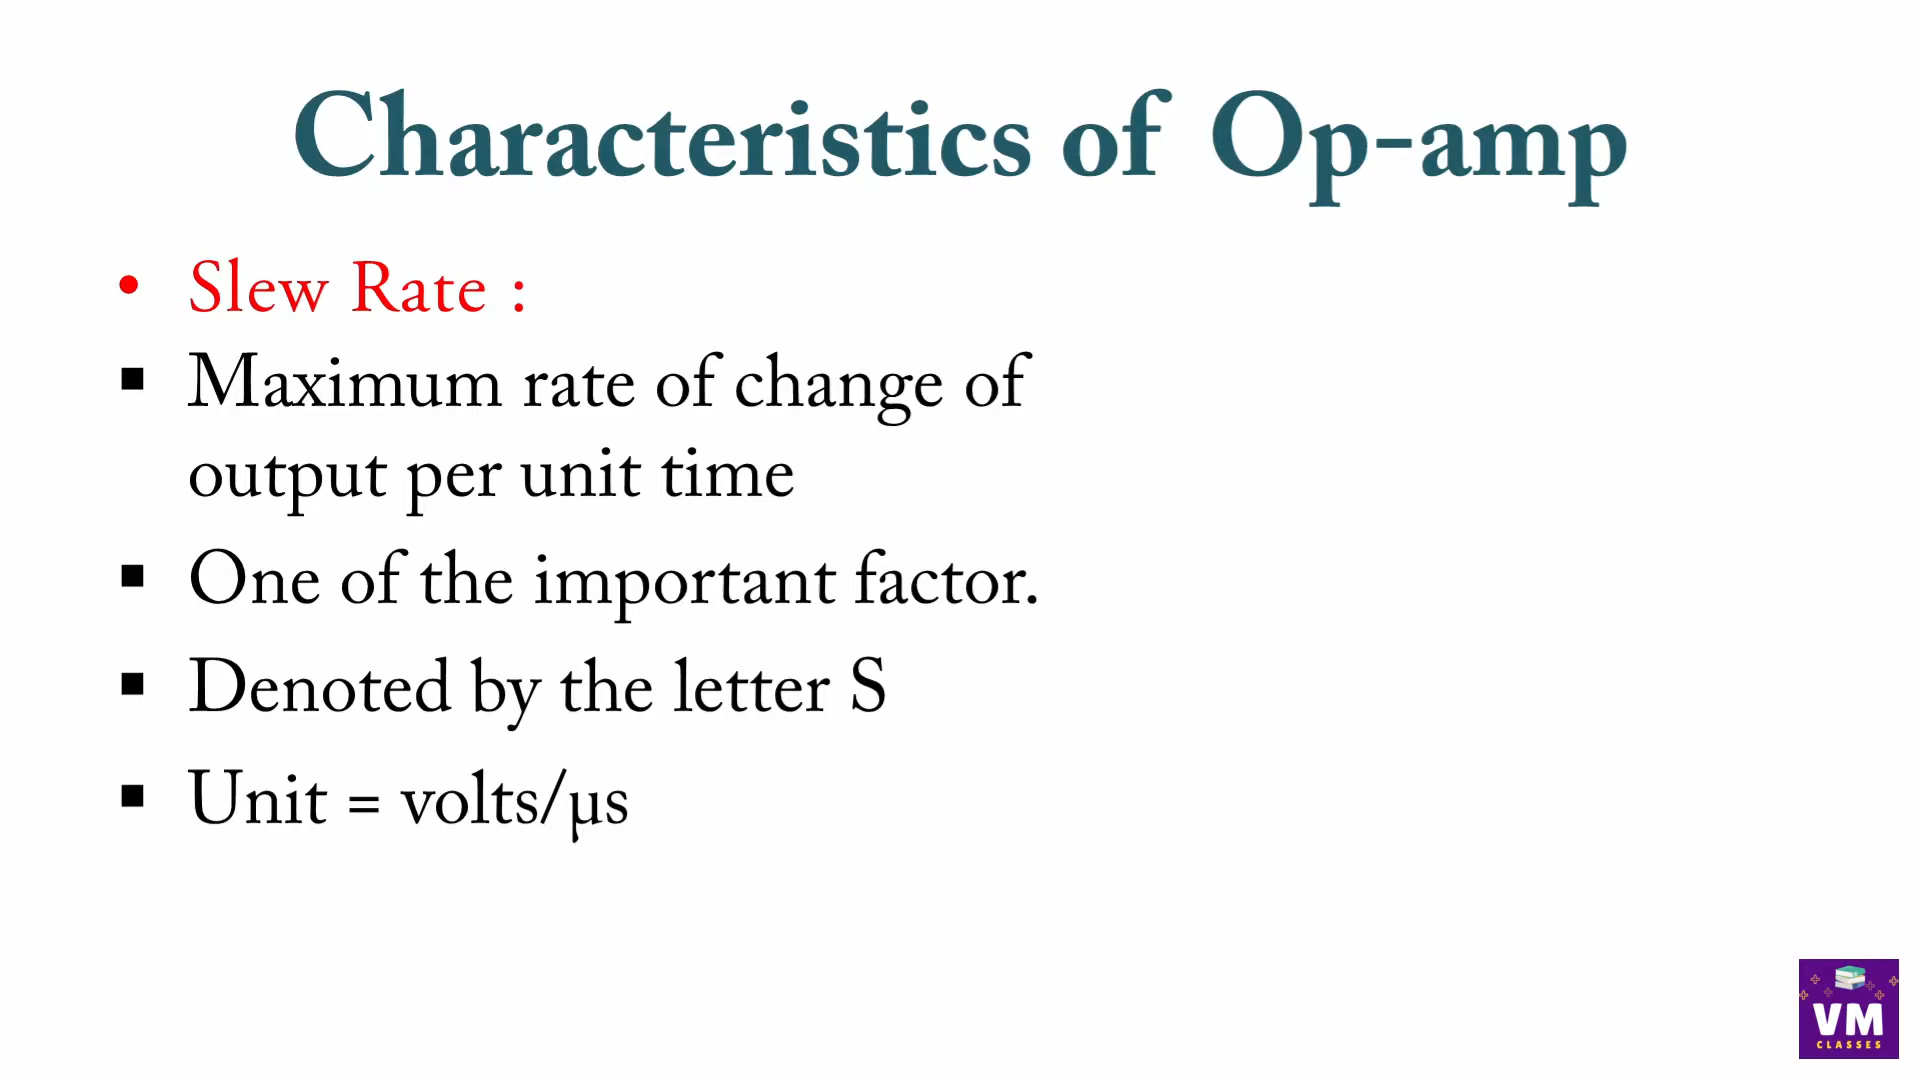 Characteristics of Op-amp
• Slew Rate :
▪ Maximum rate of change of
output per unit time
▪ One of the important factor.
▪ Denoted by the letter S
▪ Unit = volts/µs
VM
CLASSES